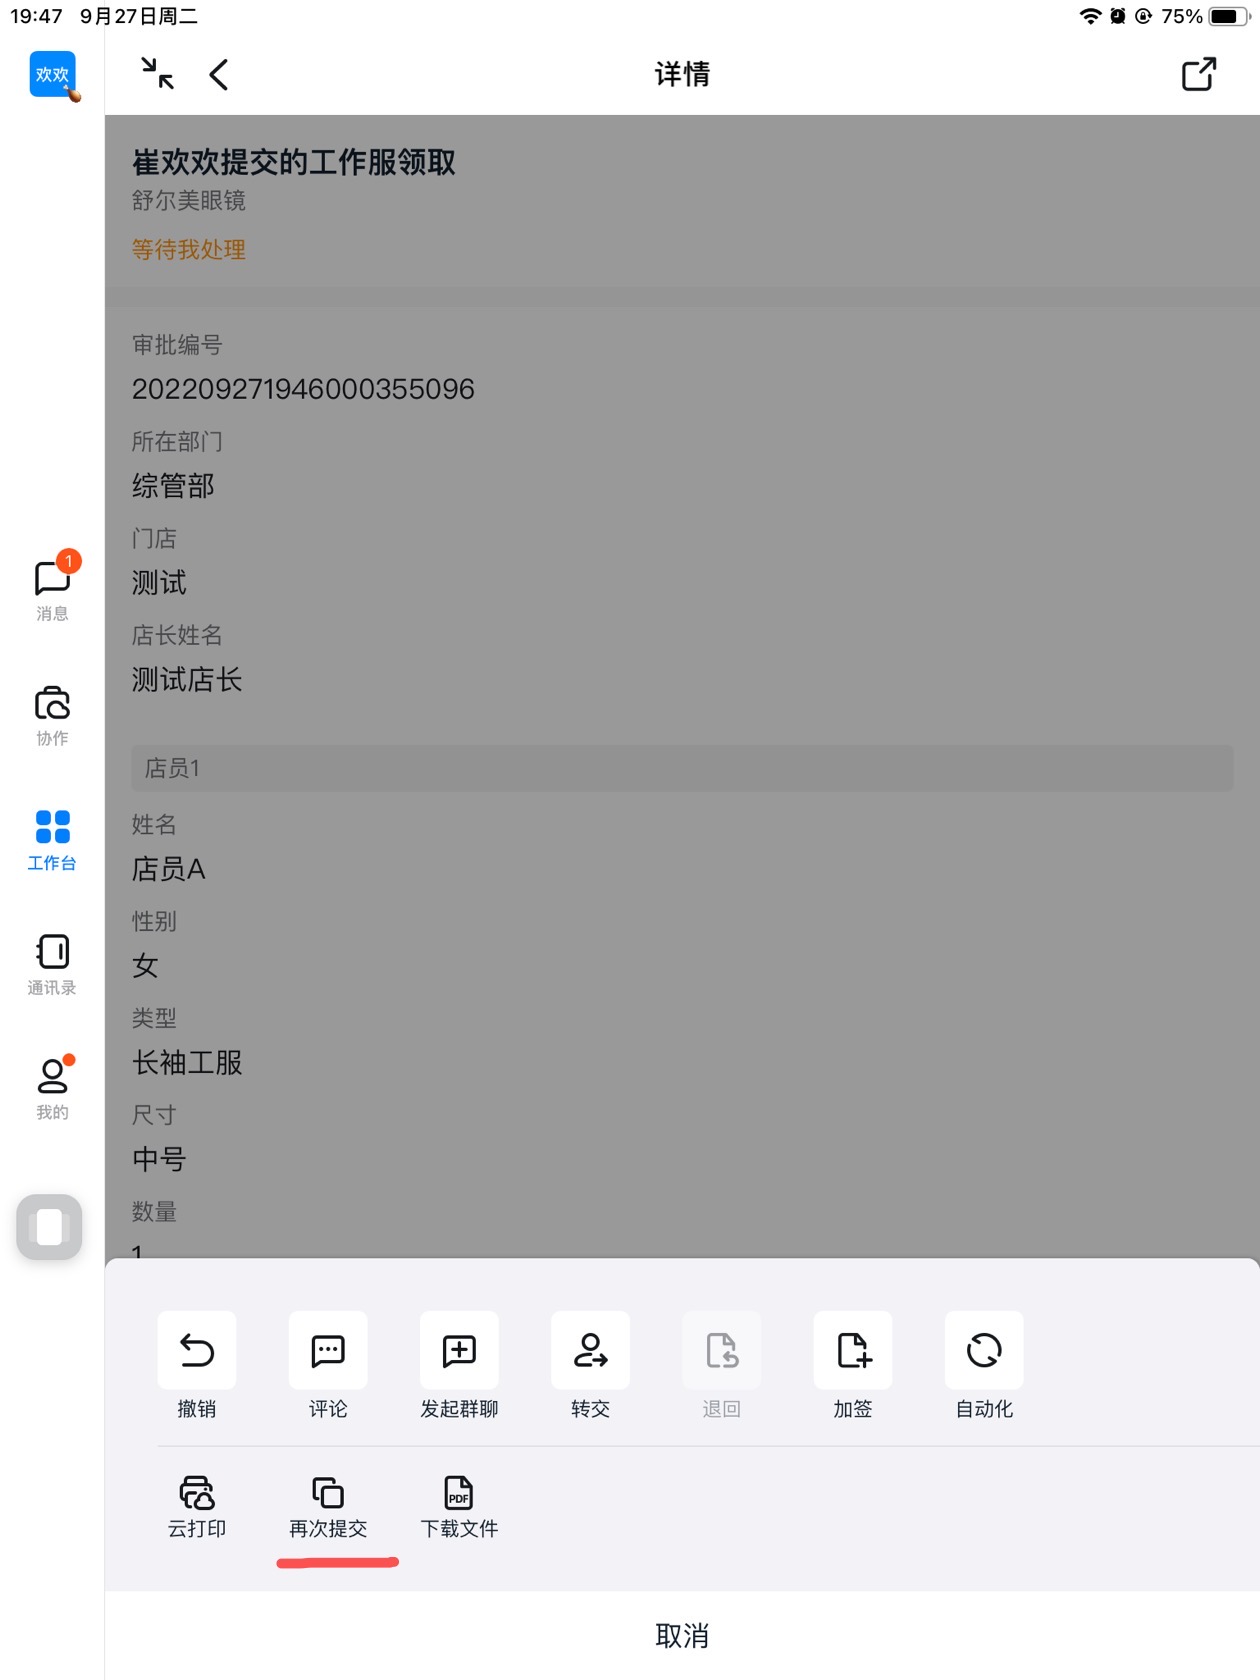 19:47 9月27日周二
75%
欢欢
详情
崔欢欢提交的工作服领取
舒尔美眼镜
等待我处理
审批编号
202209271946000355096
所在部门
综管部
门店
测试
店长姓名
测试店长
店员1
姓名
店员A
性别
女
类型
长袖工服
尺寸
中号
数量
1
1
消息
协作
工作台
通讯录
我的
撤销 评论 发起群聊 转交 退回 加签 自动化
PDF
云打印 再次提交 下载文件
取消